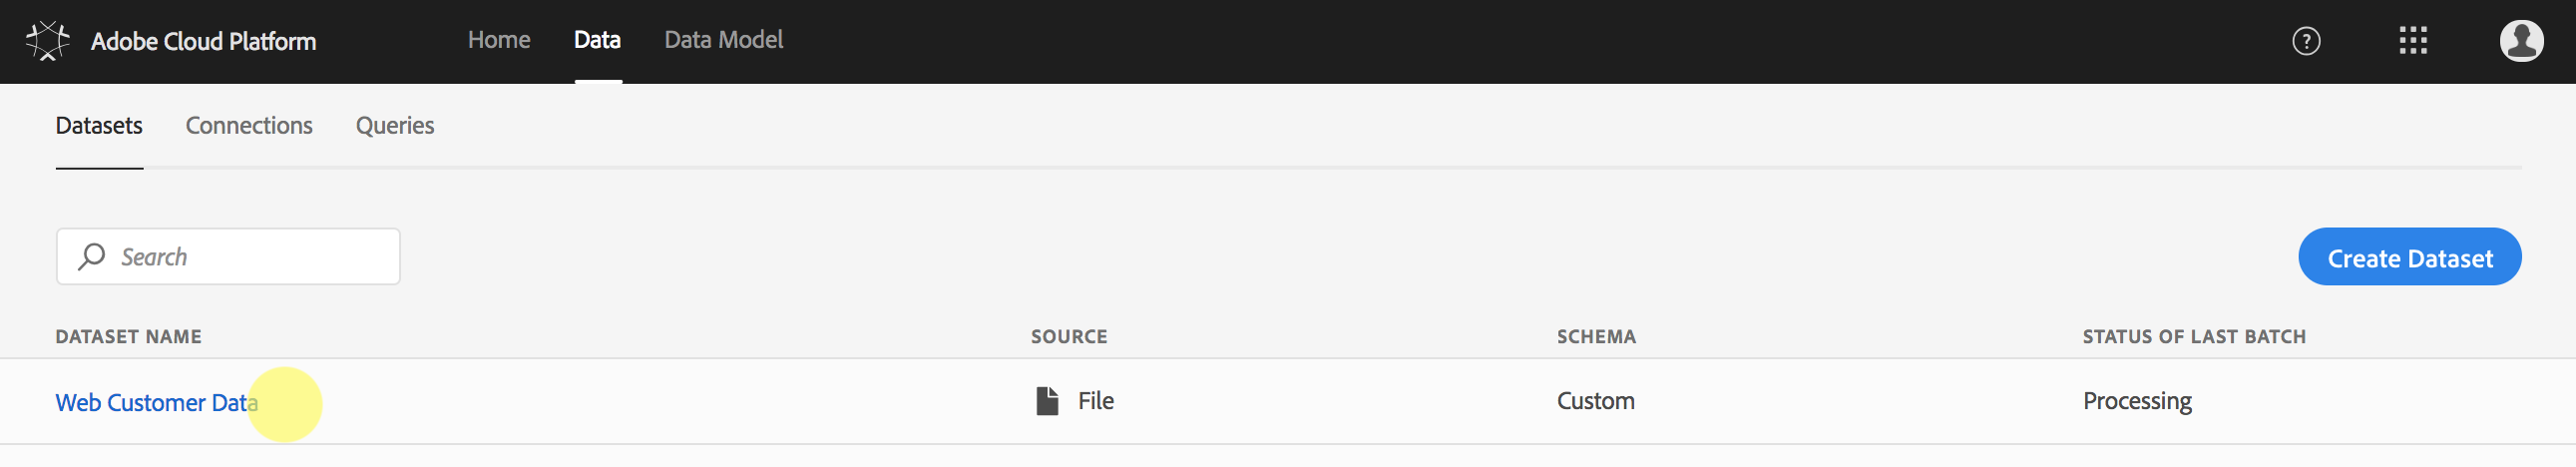 Adobe Cloud Platform Home Data Data Model ?
Datasets Connections Queries
Search Create Dataset
DATASET NAME SOURCE SCHEMA STATUS OF LAST BATCH
Web Customer Data File Custom Processing